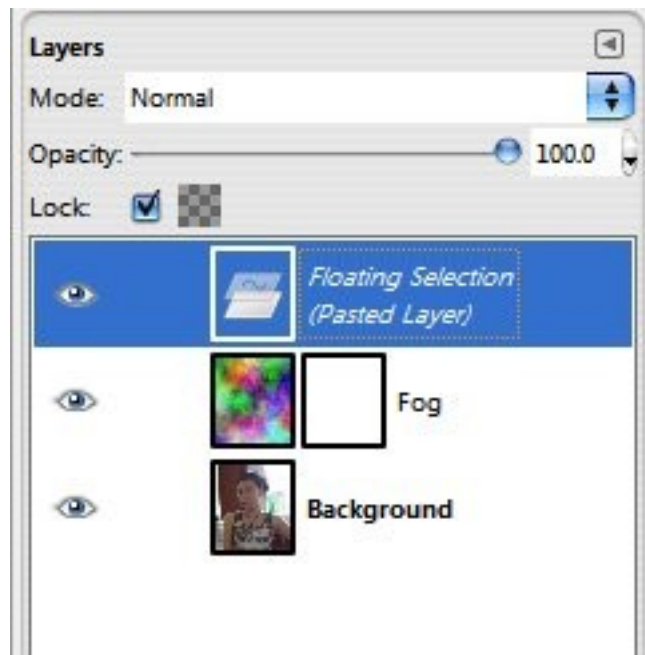 Layers
Mode: Normal
Opacity: 100.0
Lock:
Floating Selection
(Pasted Layer)
Fog
Background